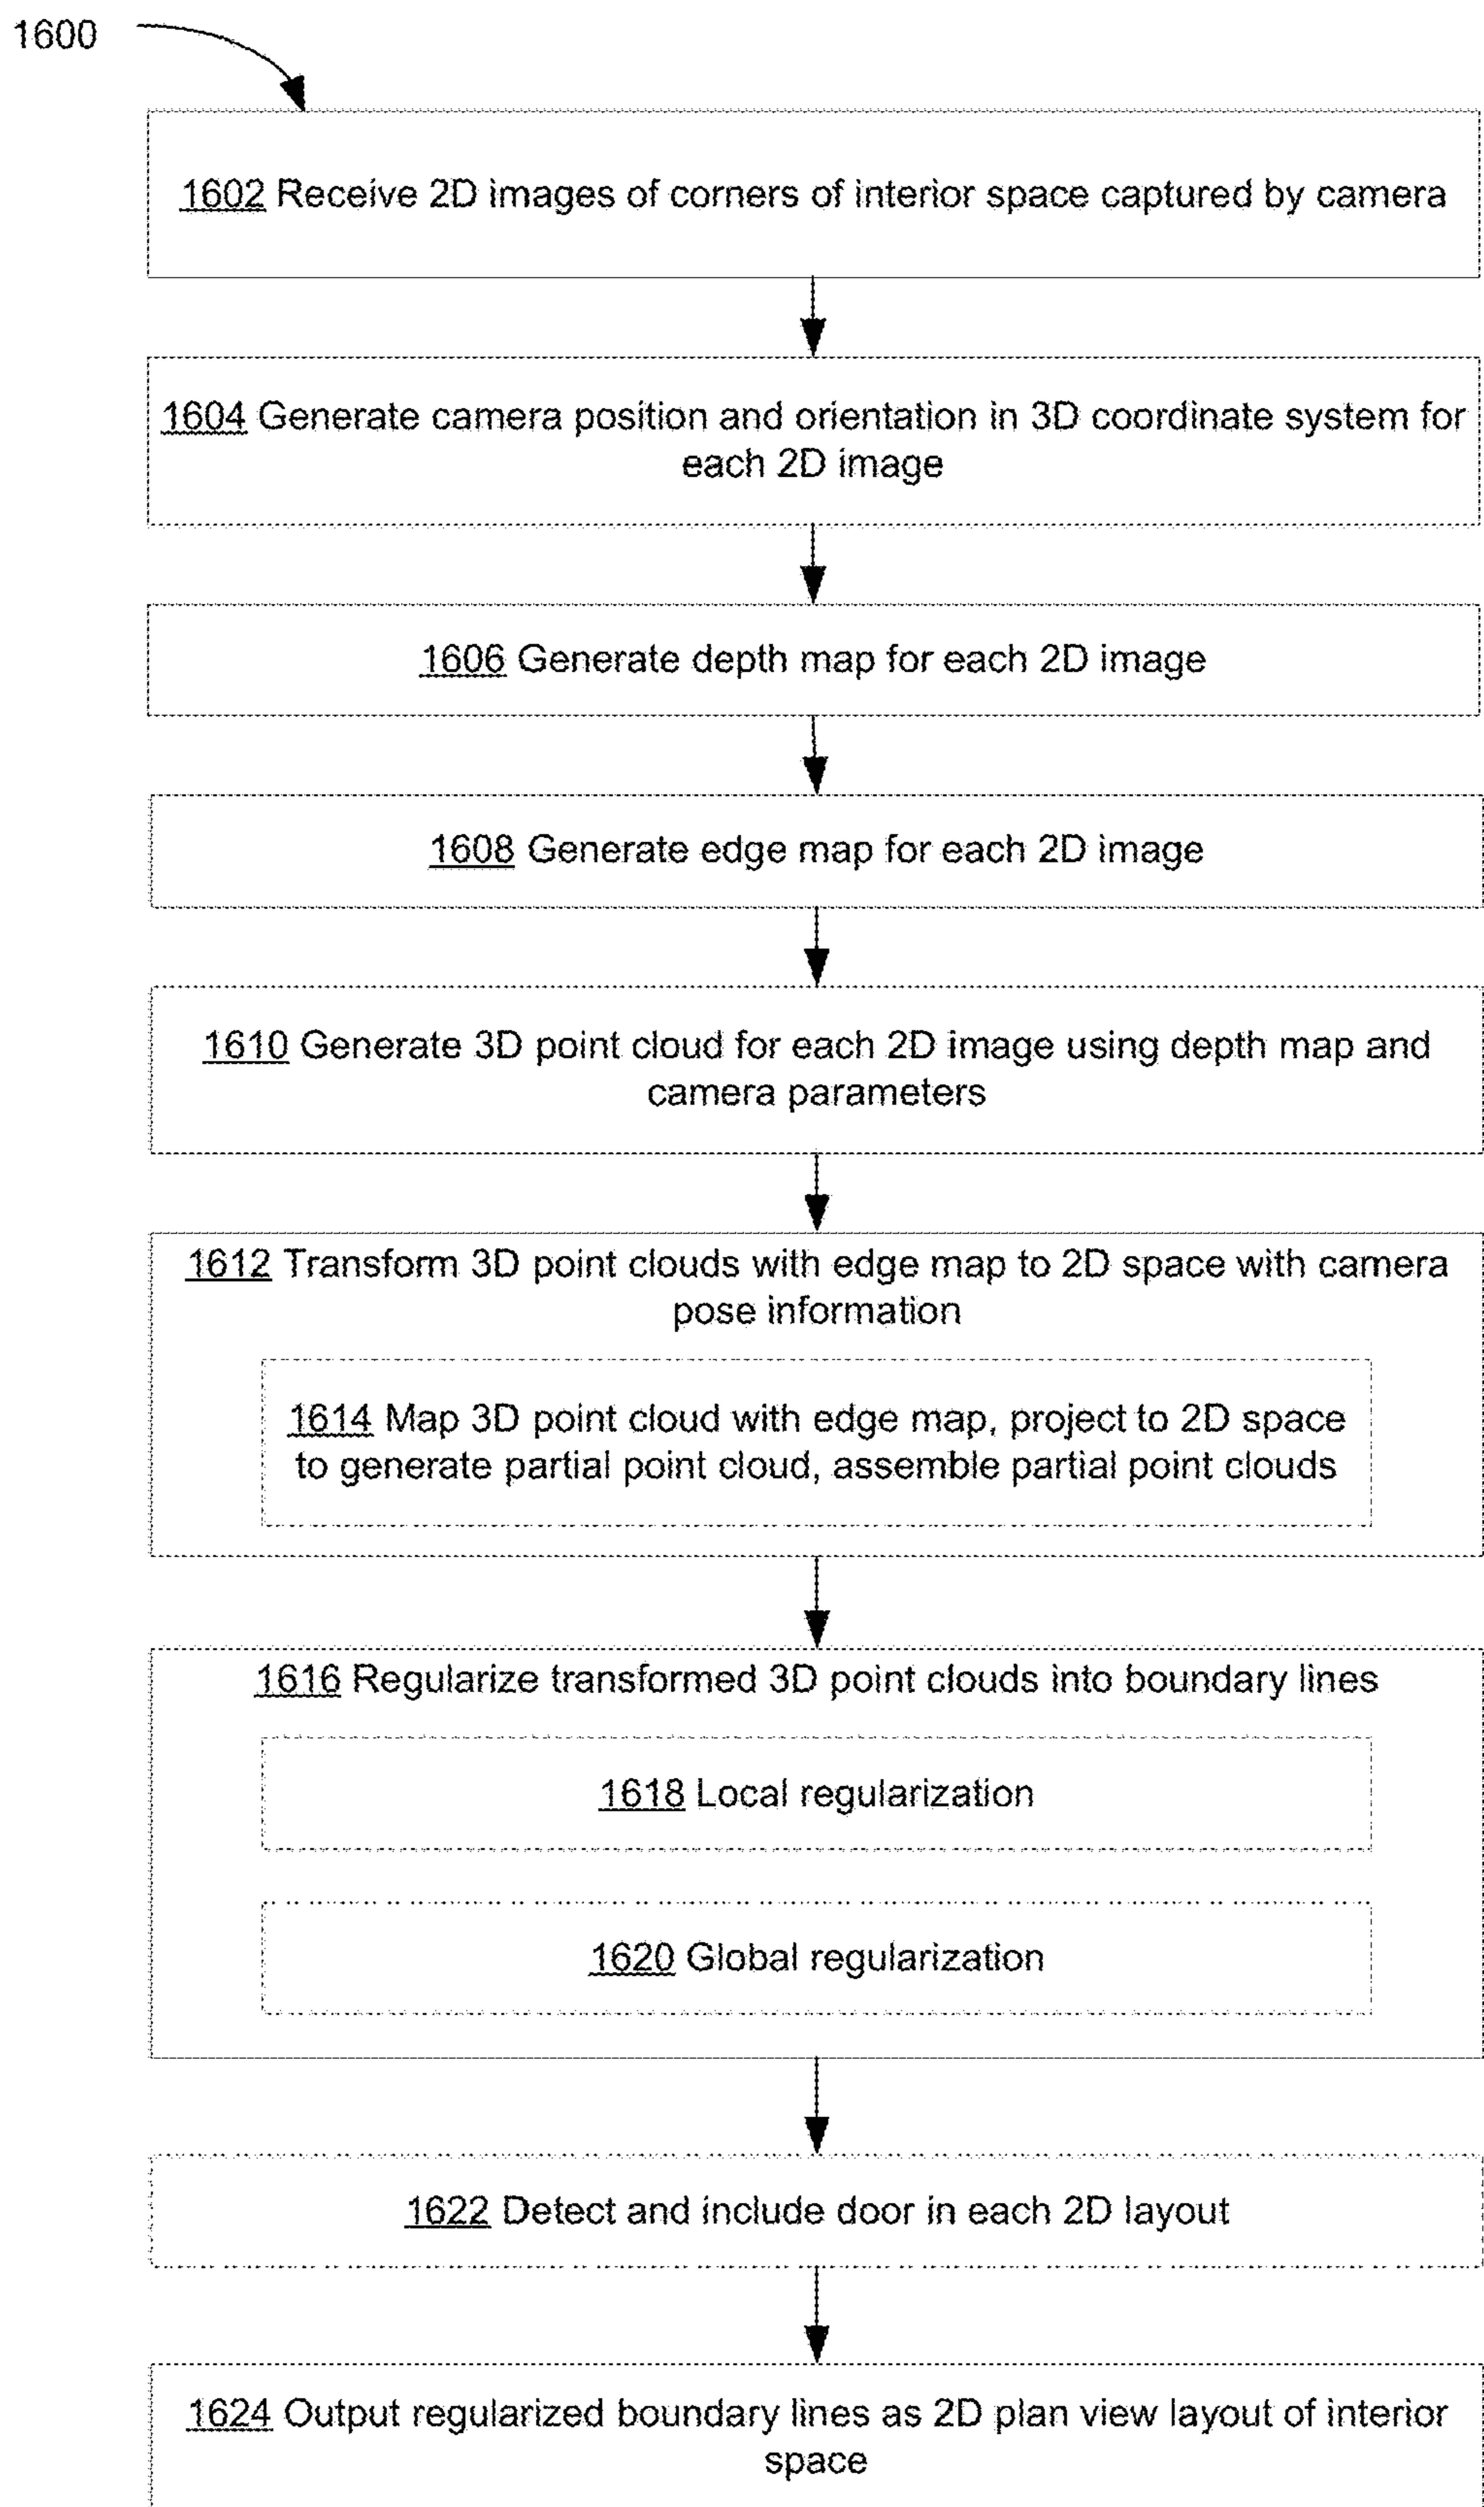 1600
1602 Receive 2D images of corners of interior space captured by camera
1604 Generate camera position and orientation in 3D coordinate system for
each 2D image
1606 Generate depth map for each 2D image
1608 Generate edge map for each 2D image
1610 Generate 3D point cloud for each 2D image using depth map and
camera parameters
1612 Transform 3D point clouds with edge map to 2D space with camera
pose information
1614 Map 3D point cloud with edge map, project to 2D space
to generate partial point cloud, assemble partial point clouds
1616 Regularize transformed 3D point clouds into boundary lines
1618 Local regularization
1620 Global regularization
1622 Detect and include door in each 2D layout
1624 Output regularized boundary lines as 2D plan view layout of interior
space